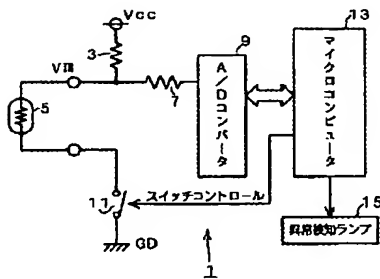 Vcc
3
VTH
5
7
9
A/Dコンバータ
13
マイクロコンピュータ
11
スイッチコントロール
GD
15
異常検知ランプ
1